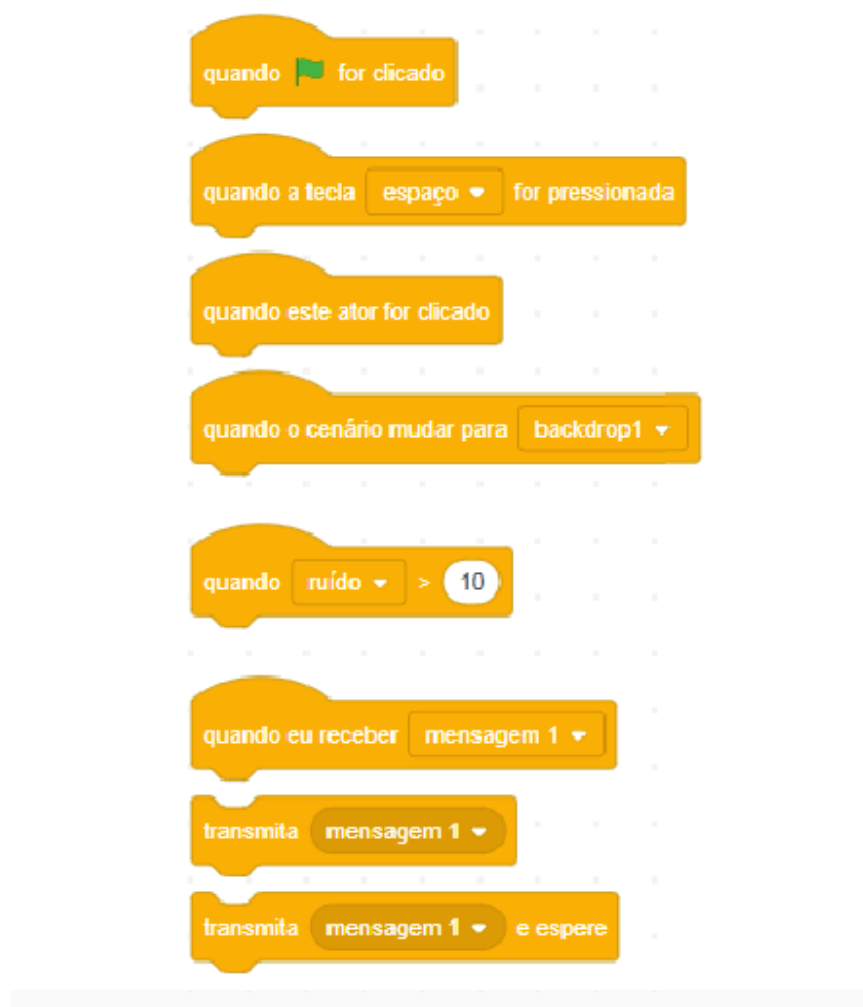 quando for clicado
quando a tecla espaço for pressionada
quando este ator for clicado
quando o cenário mudar para backdrop1
quando ruído > 10
quando eu receber mensagem 1
transmita mensagem 1
transmita mensagem 1 e espere